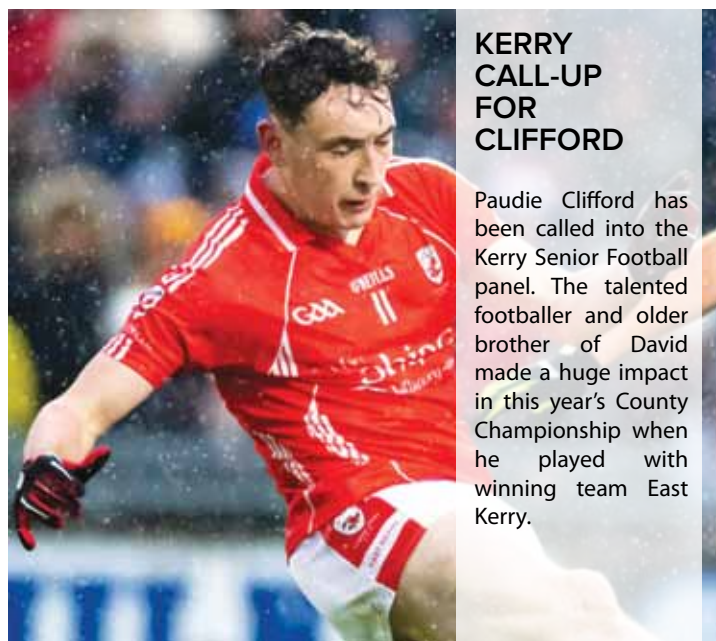 KERRY
CALL-UP
FOR
CLIFFORD
Paudie Clifford has
been called into the
Kerry Senior Football
panel. The talented
footballer and older
brother of David
made a huge impact
in this year's County
Championship when
he played with
winning team East
Kerry.
O'NEILLS
GAA
11